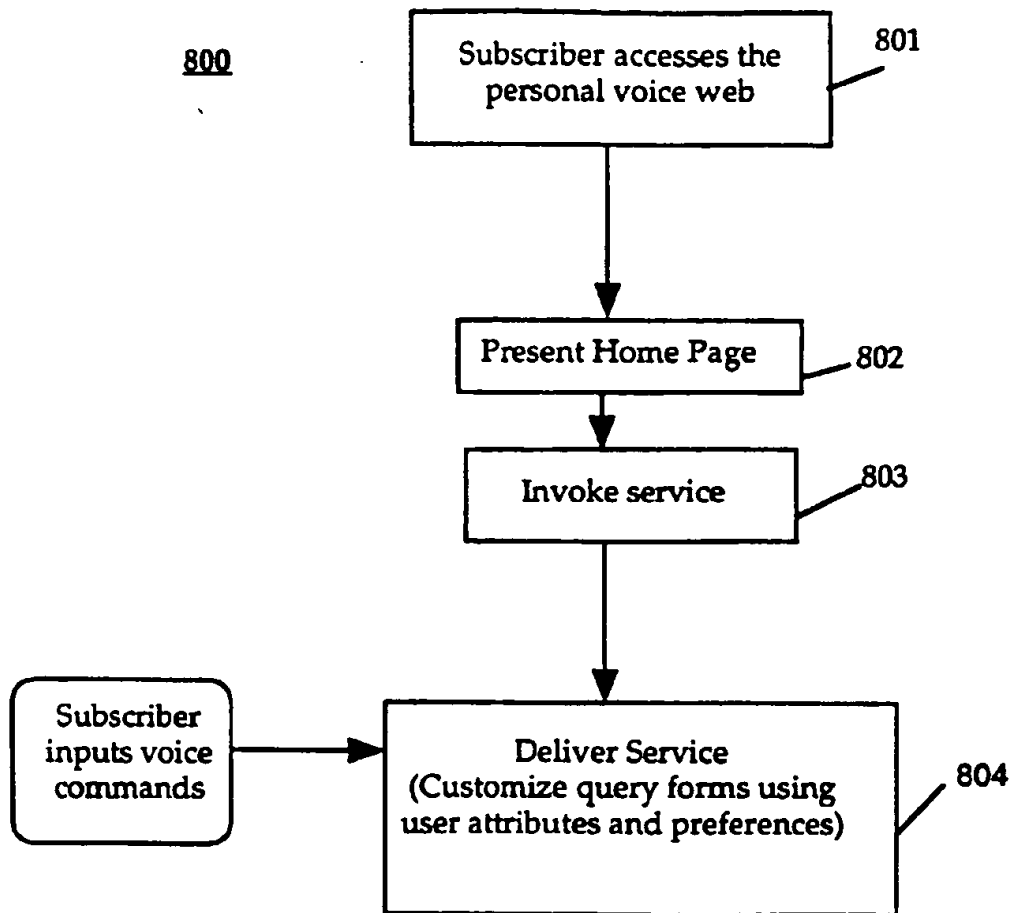 800
Subscriber accesses the
personal voice web
801
Present Home Page
802
Invoke service
803
Subscriber
inputs voice
commands
Deliver Service
(Customize query forms using
user attributes and preferences)
804